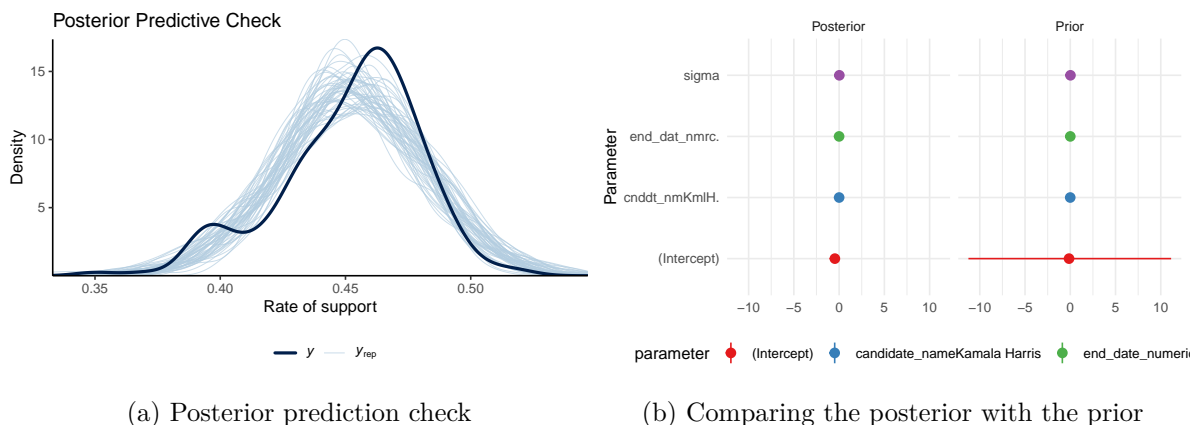 Posterior Predictive Check
Density
15
10
5
0.35 0.40 0.45 0.50
Rate of support
y y rep
(a) Posterior prediction check
Posterior Prior
Parameter
sigma
end_dat_nmrc.
cnddt_nmKmlH.
(Intercept)
−10 −5 0 5 10 −10 −5 0 5 10
parameter (Intercept) candidate_nameKamala Harris end_date_numeric
(b) Comparing the posterior with the prior